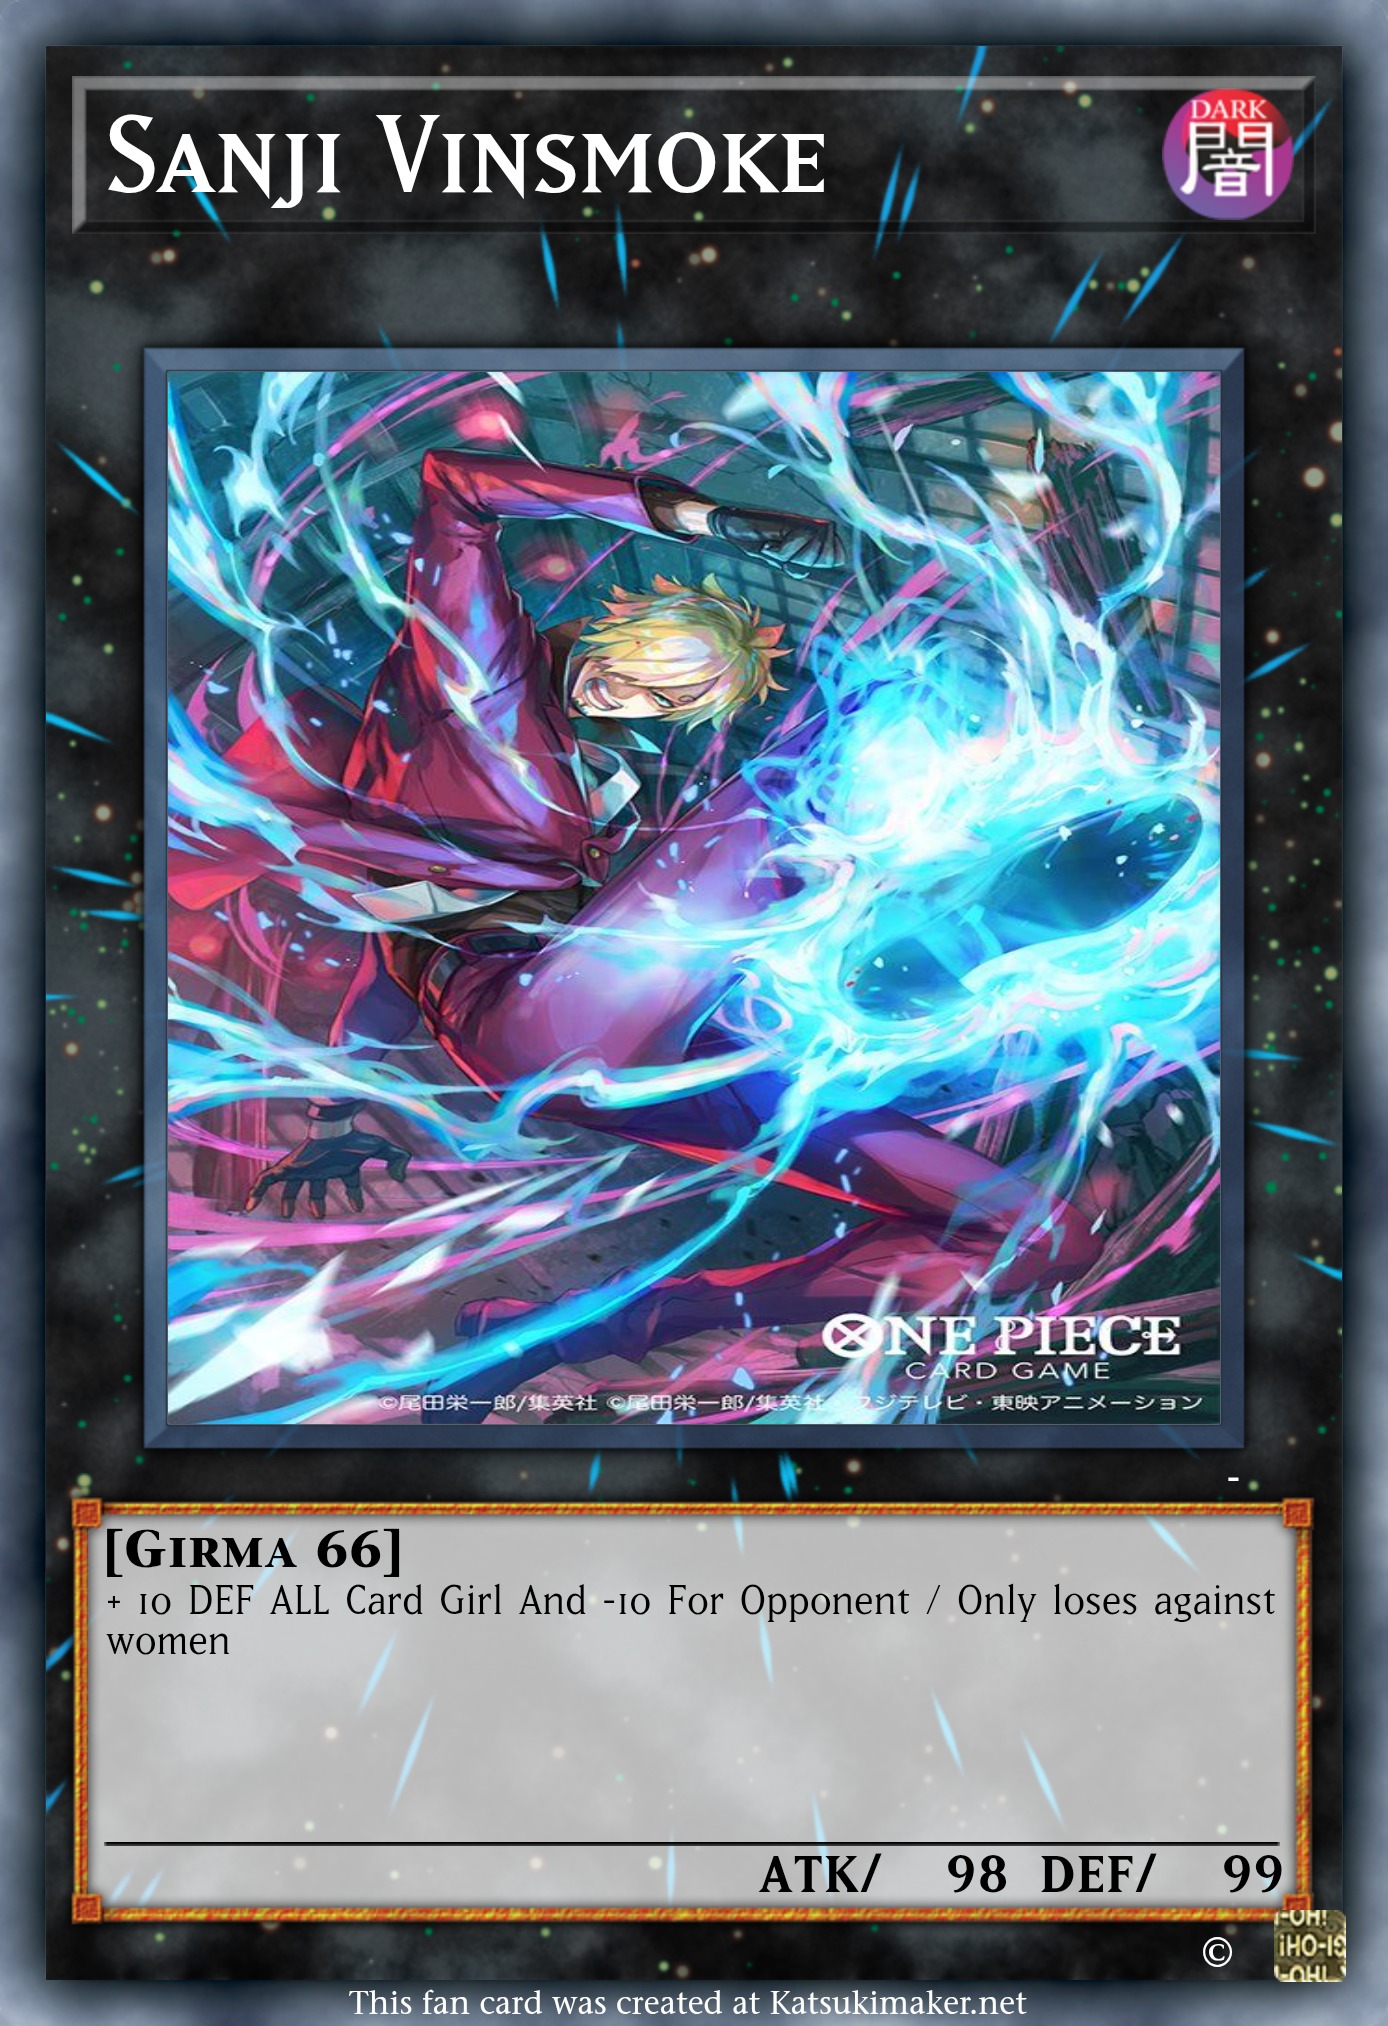 Sanji Vinsmoke
DARK
闇
ONE PIECE
CARD GAME
©尾田栄一郎/集英社 ©尾田栄一郎/集英社・フジテレビ・東映アニメーション
-
[Girma 66]
+ 10 DEF ALL Card Girl And -10 For Opponent / Only loses against
women
ATK/ 98 DEF/ 99
©
This fan card was created at Katsukimaker.net